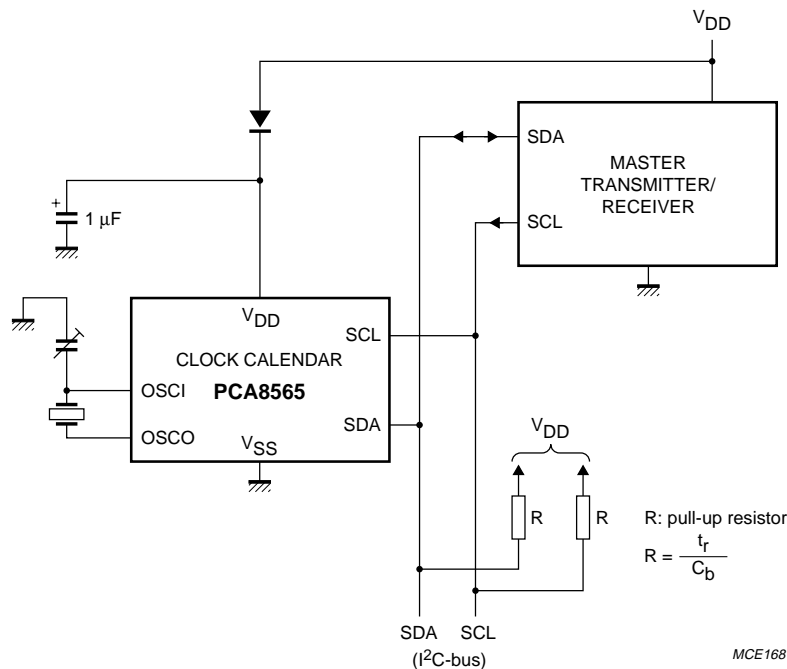 VDD
SDA
MASTER
TRANSMITTER/
RECEIVER
SCL
+
1 μF
VDD
SCL
CLOCK CALENDAR
PCA8565
OSCI
SDA
OSCO
VSS
VDD
R
R
R: pull-up resistor
R = tr / Cb
SDA SCL
(I²C-bus)
MCE168